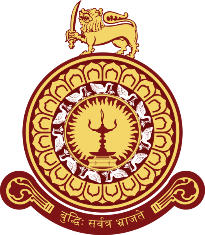 बुद्धिः सर्वत्र भ्राजते